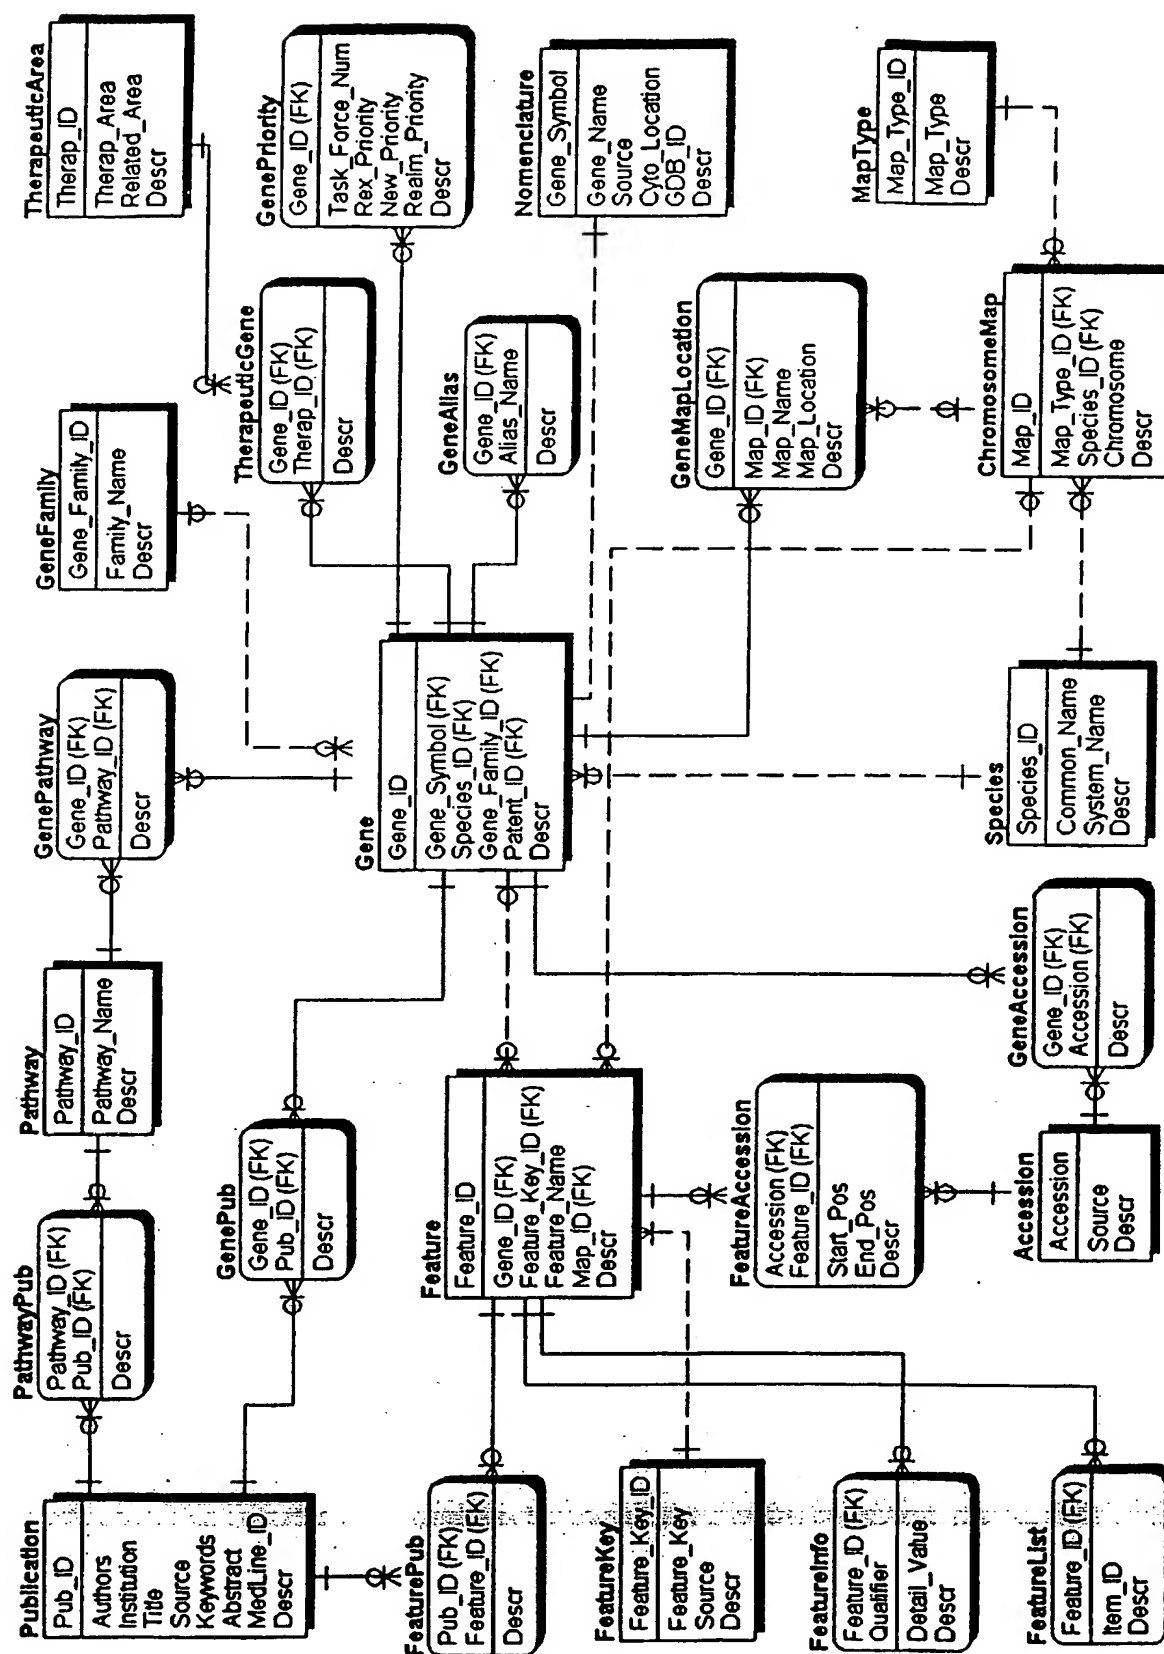 TherapeuticArea
Therap_ID
Therap_Area
Related_Area
Descr
GenePriority
Gene_ID (FK)
Task_Force_Num
Rex_Priority
New_Priority
Realm_Priority
Descr
Nomenclature
Gene_Symbol
Gene_Name
Source
Cyto_Location
GDB_ID
Descr
MapType
Map_Type_ID
Map_Type
Descr
GeneFamily
Gene_Family_ID
Family_Name
Descr
TherapeuticGene
Gene_ID (FK)
Therap_ID (FK)
Descr
GeneAlias
Gene_ID (FK)
Alias_Name
Descr
GeneMapLocation
Gene_ID (FK)
Map_ID (FK)
Map_Name
Map_Location
Descr
ChromosomeMap
Map_ID
Map_Type_ID (FK)
Species_ID (FK)
Chromosome
Descr
GenePathway
Gene_ID (FK)
Pathway_ID (FK)
Descr
Gene
Gene_ID
Gene_Symbol (FK)
Species_ID (FK)
Gene_Family_ID (FK)
Patent_ID (FK)
Descr
Species
Species_ID
Common_Name
System_Name
Descr
Pathway
Pathway_ID
Pathway_Name
Descr
GenePub
Gene_ID (FK)
Pub_ID (FK)
Descr
Feature
Feature_ID
Gene_ID (FK)
Feature_Key_ID (FK)
Feature_Name
Map_ID (FK)
Descr
FeatureAccession
Accession (FK)
Feature_ID (FK)
Start_Pos
End_Pos
Descr
GeneAccession
Gene_ID (FK)
Accession (FK)
Descr
Accession
Accession
Source
Descr
PathwayPub
Pathway_ID (FK)
Pub_ID (FK)
Descr
Publication
Pub_ID
Authors
Institution
Title
Source
Keywords
Abstract
MedLine_ID
Descr
FeaturePub
Pub_ID (FK)
Feature_ID (FK)
Descr
FeatureKey
Feature_Key_ID
Feature_Key
Source
Descr
FeatureInfo
Feature_ID (FK)
Qualifier
Detail_Value
Descr
FeatureList
Feature_ID (FK)
Item_ID
Descr